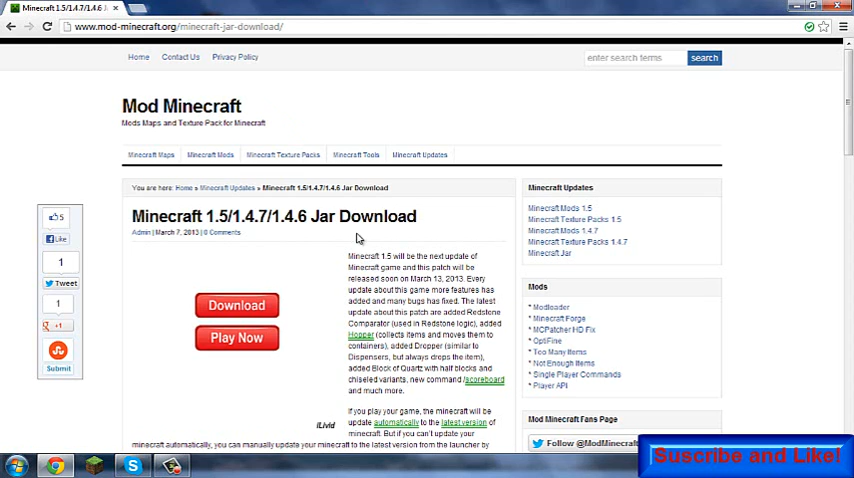 Minecraft 1.5/1.4.7/1.4.6 J
www.mod-minecraft.org/minecraft-jar-download/
Home
Contact Us
Privacy Policy
enter search terms
search
Mod Minecraft
Mods Maps and Texture Pack for Minecraft
Minecraft Maps
Minecraft Mods
Minecraft Texture Packs
Minecraft Tools
Minecraft Updates
You are here: Home » Minecraft Updates » Minecraft 1.5/1.4.7/1.4.6 Jar Download
Minecraft 1.5/1.4.7/1.4.6 Jar Download
Admin | March 7, 2013 | 0 Comments
5
Like
1
Tweet
1
+1
Submit
Download
Play Now
iLivid
Minecraft 1.5 will be the next update of
Minecraft game and this patch will be
released soon on March 13, 2013. Every
update about this game more features has
added and many bugs has fixed. The latest
update about this patch are added Redstone
Comparator (used in Redstone logic), added
Hopper (collects items and moves them to
containers), added Dropper (similar to
Dispensers, but always drops the item),
added Block of Quartz with half blocks and
chiseled variants, new command /scoreboard
and much more.
If you play your game, the minecraft will be
update automatically to the latest version of
minecraft. But if you can't update your
minecraft automatically, you can manually update your minecraft to the latest version from the launcher by
Minecraft Updates
Minecraft Mods 1.5
Minecraft Texture Packs 1.5
Minecraft Mods 1.4.7
Minecraft Texture Packs 1.4.7
Minecraft Jar
Mods
* Modloader
* Minecraft Forge
* MCPatcher HD Fix
* OptiFine
* Too Many Items
* Not Enough Items
* Single Player Commands
* Player API
Mod Minecraft Fans Page
Follow @ModMinecraft
Suscribe and Like!